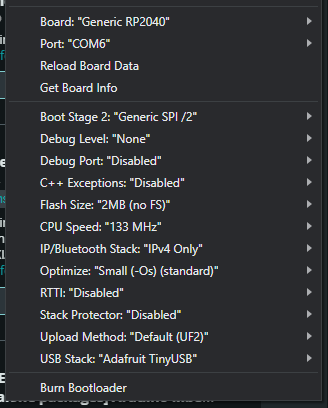 Board: "Generic RP2040"
Port: "COM6"
Reload Board Data
Get Board Info
Boot Stage 2: "Generic SPI /2"
Debug Level: "None"
Debug Port: "Disabled"
C++ Exceptions: "Disabled"
Flash Size: "2MB (no FS)"
CPU Speed: "133 MHz"
IP/Bluetooth Stack: "IPv4 Only"
Optimize: "Small (-Os) (standard)"
RTTI: "Disabled"
Stack Protector: "Disabled"
Upload Method: "Default (UF2)"
USB Stack: "Adafruit TinyUSB"
Burn Bootloader